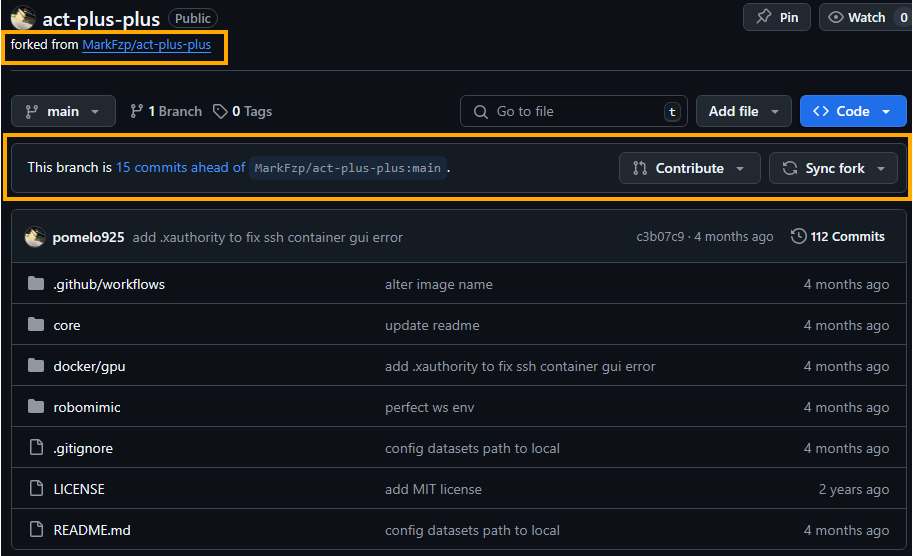 act-plus-plus Public Pin Watch 0
forked from MarkFzp/act-plus-plus
main 1 Branch 0 Tags Go to file t Add file Code
This branch is 15 commits ahead of MarkFzp/act-plus-plus:main . Contribute Sync fork
pomelo925 add .xauthority to fix ssh container gui error c3b07c9 · 4 months ago 112 Commits
.github/workflows alter image name 4 months ago
core update readme 4 months ago
docker/gpu add .xauthority to fix ssh container gui error 4 months ago
robomimic perfect ws env 4 months ago
.gitignore config datasets path to local 4 months ago
LICENSE add MIT license 2 years ago
README.md config datasets path to local 4 months ago